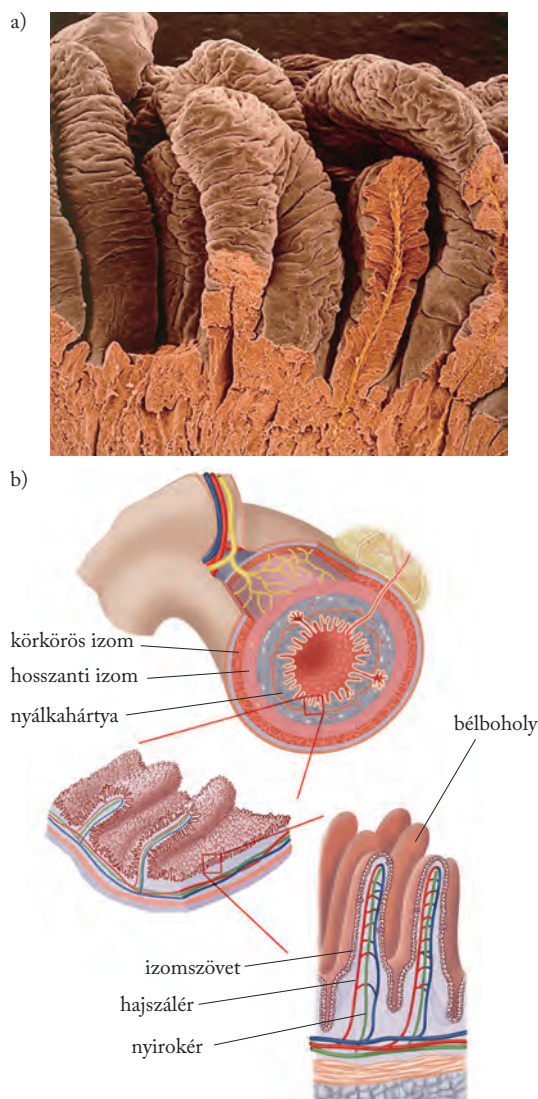 a)
b)
körkörös izom
hosszanti izom
nyálkahártya
bélboholy
izomszövet
hajszálér
nyirokér